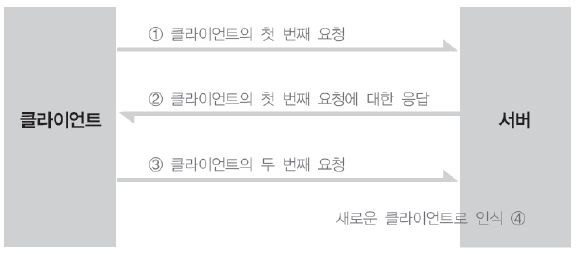 ① 클라이언트의 첫 번째 요청
② 클라이언트의 첫 번째 요청에 대한 응답
클라이언트
서버
③ 클라이언트의 두 번째 요청
새로운 클라이언트로 인식 ④